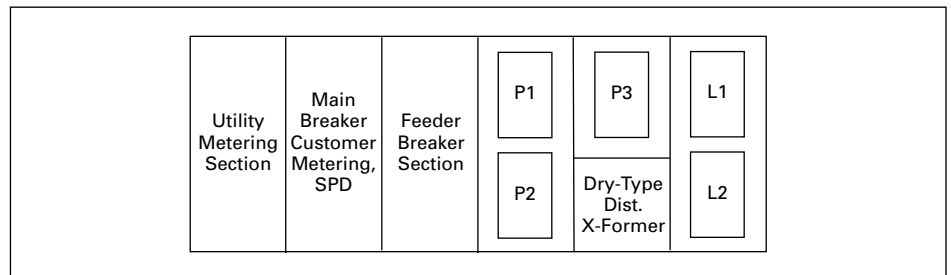 Utility
Metering
Section
Main
Breaker
Customer
Metering,
SPD
Feeder
Breaker
Section
P1
P2
P3
Dry-Type
Dist.
X-Former
L1
L2